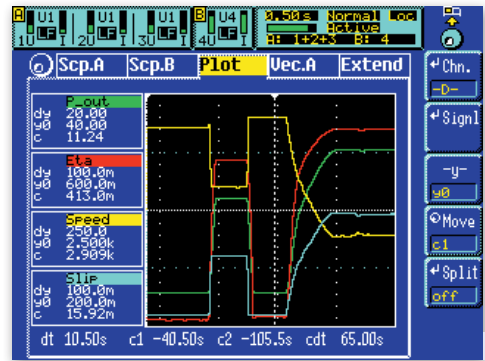 A U1 U1 U1 B U4 0.50s Normal Loc
LF LF LF LF Active
1U I 2U I 3U I 4U I A: 1+2+3 B: 4
Scp.A Scp.B Plot Vec.A Extend
P_out
dy 20.00
y0 40.00
c 11.24
Eta
dy 100.0m
y0 600.0m
c 413.0m
Speed
dy 250.0
y0 2.500k
c 2.909k
Slip
dy 100.0m
y0 200.0m
c 15.92m
dt 10.50s c1 -40.50s c2 -105.5s cdt 65.00s
Chn.
-D-
Signl
-y-
y0
Move
c1
Split
off